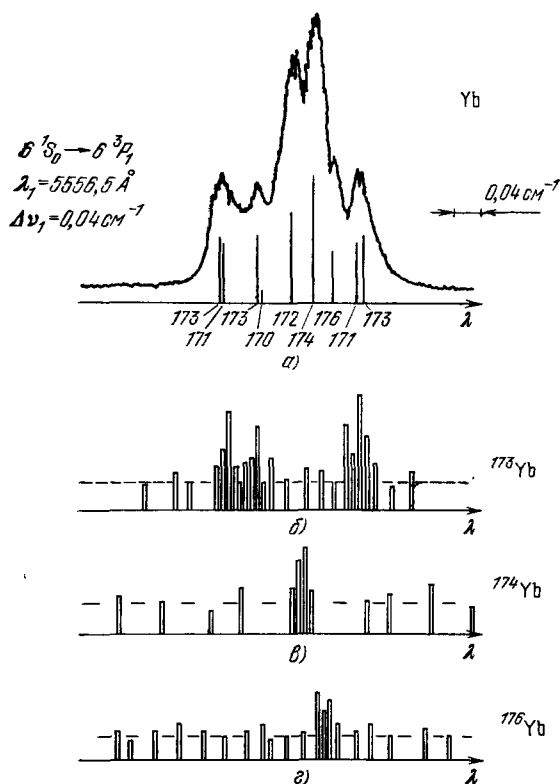 Yb
6 ¹S₀ → 6 ³P₁
λ₁=5556,5 Å
Δν₁=0,04 см⁻¹
0,04 см⁻¹
173 173 172 176 173
171 170 174 171
λ
а)
¹⁷³Yb
б)
λ
¹⁷⁴Yb
в)
λ
¹⁷⁶Yb
г)
λ